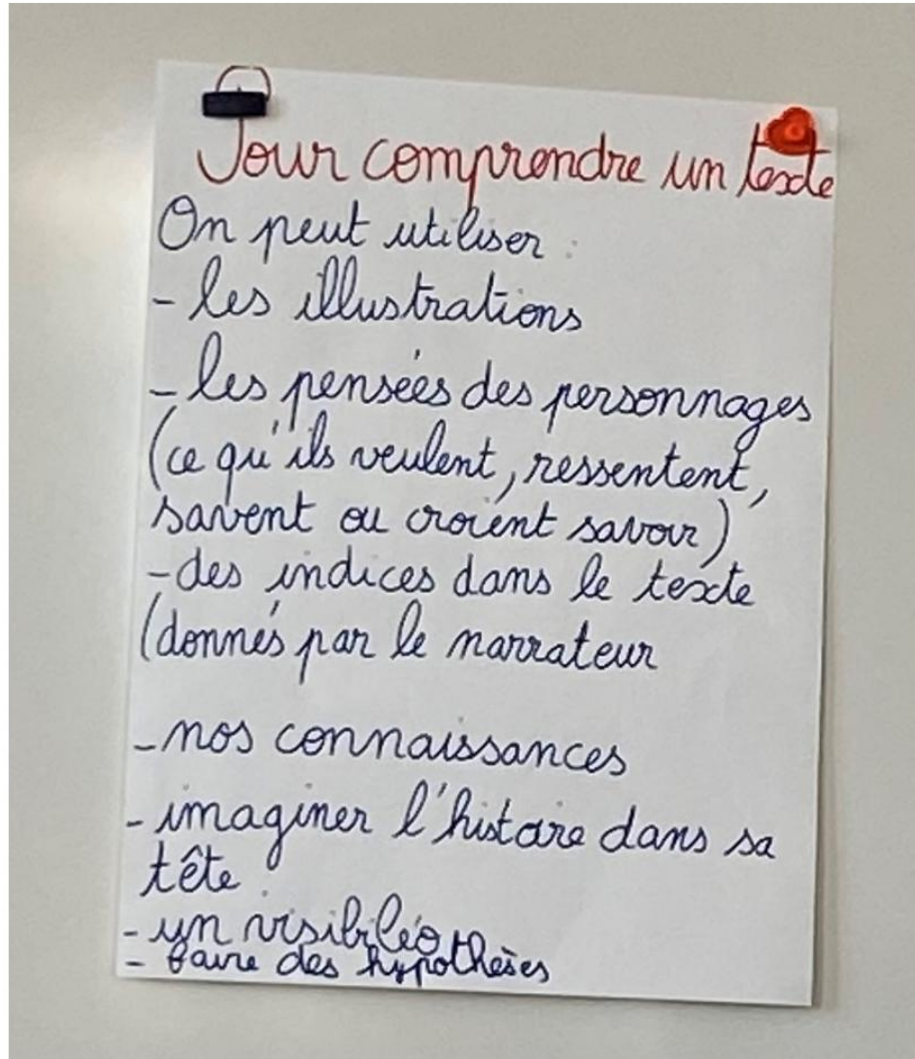 Pour comprendre un texte
On peut utiliser :
- les illustrations
- les pensées des personnages
(ce qu'ils veulent, ressentent,
savent ou croient savoir)
- des indices dans le texte
(donnés par le narrateur
- nos connaissances
- imaginer l'histoire dans sa
tête.
- un visibiléo
- faire des hypothèses